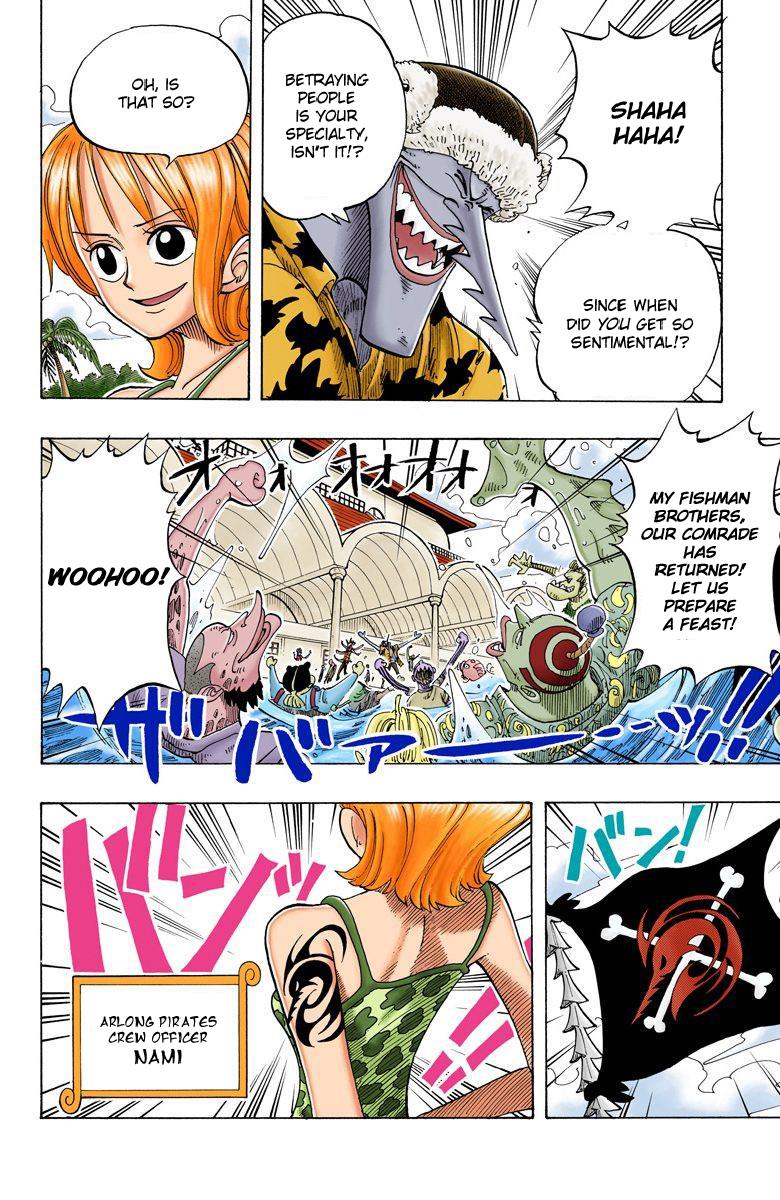 SHAHA
HAHA!
BETRAYING
PEOPLE
IS YOUR
SPECIALTY,
ISN'T IT!?
SINCE WHEN
DID YOU GET SO
SENTIMENTAL!?
OH, IS
THAT SO?
MY FISHMAN
BROTHERS,
OUR COMRADE
HAS
RETURNED!
LET US
PREPARE
A FEAST!
オオオオオオ
WOOHOO!
ザバァーーッ!!
バン!
バンッ
!!
ARLONG PIRATES
CREW OFFICER
NAMI